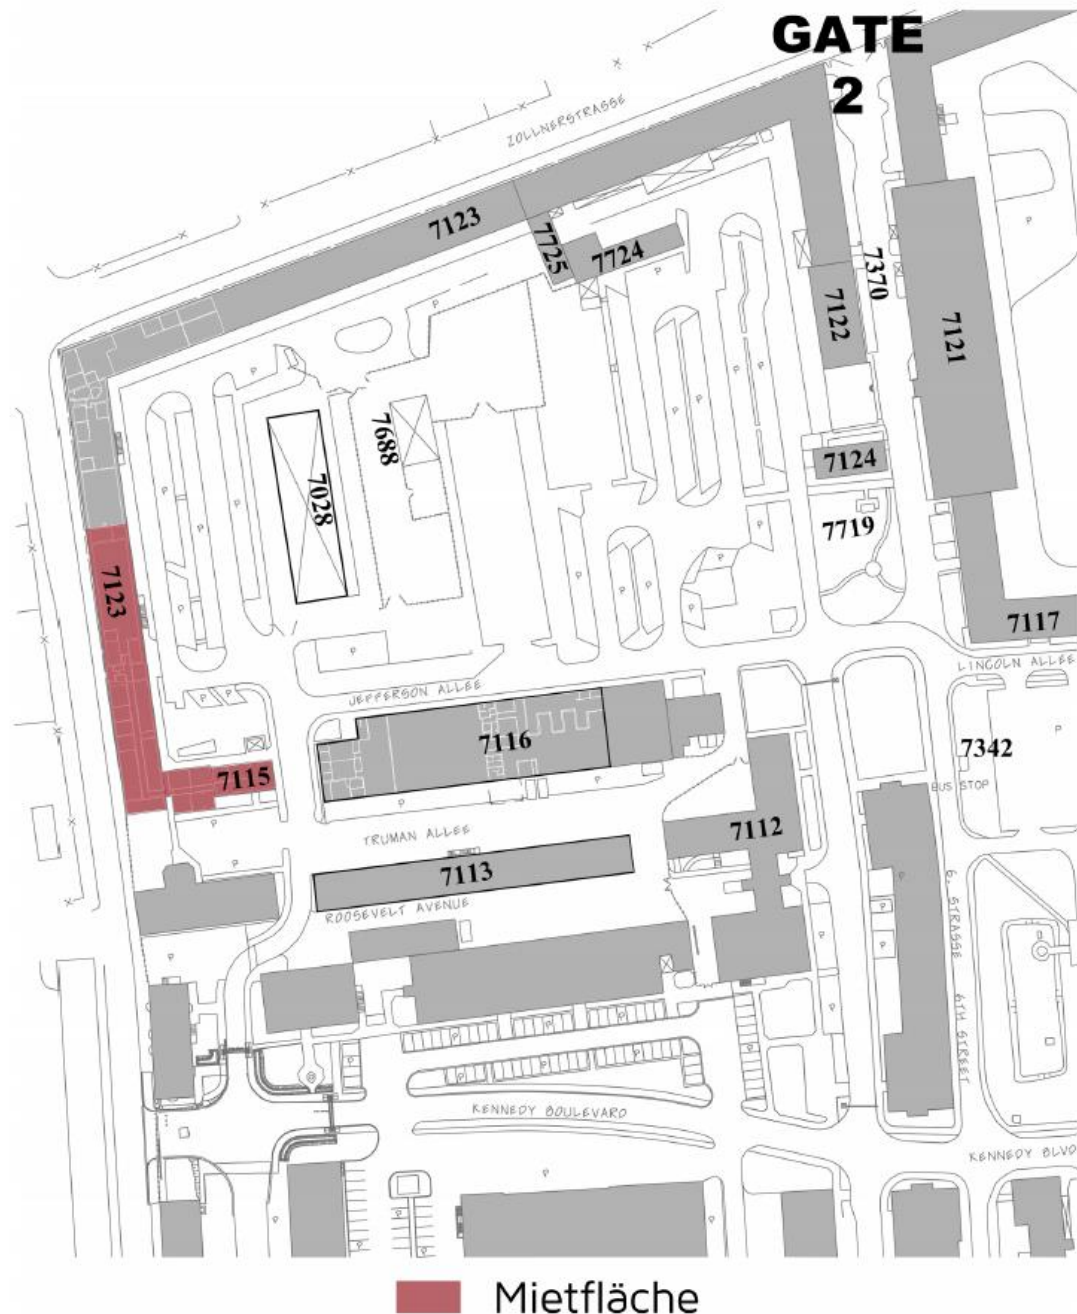 GATE
2
ZOLLNERSTRASSE
7123
7725
7724
7370
7122
7121
7688
7028
7124
7719
7123
7117
LINCOLN ALLEE
JEFFERSON ALLEE
7116
7342
BUS STOP
7115
TRUMAN ALLEE
7112
7113
ROOSEVELT AVENUE
6. STRASSE
6TH STREET
KENNEDY BOULEVARD
KENNEDY BLVD
Mietfläche